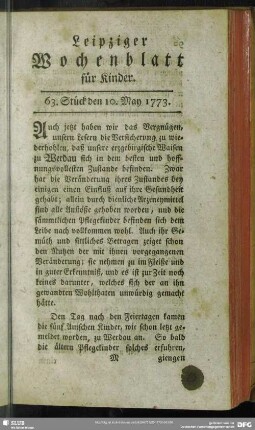 Leipziger
Wochenblatt
für Kinder.
63. Stück den 10. May 1773.
Auch jetzt haben wir das Vergnügen,
unsern Lesern die Versicherung zu wie-
derhohlen, daß unsere erzgebirgische Waisen
zu Werdau sich in dem besten und hoff-
nungsvollesten Zustande befinden. Zwar
hat die Veränderung ihres Zustandes bey
einigen einen Einfluß auf ihre Gesundheit
gehabt; allein durch dienliche Arzeneymittel
sind alle Anstöße gehoben worden, und die
sämmtlichen Pflegekinder befinden sich dem
Leibe nach vollkommen wohl. Auch ihr Ge-
müth und sittliches Betragen zeiget schon
den Nutzen der mit ihnen vorgegangenen
Veränderung; sie nehmen zu im Fleiße und
in guter Erkenntniß, und es ist zur Zeit noch
keines darunter, welches sich der an ihn
gewandten Wohlthaten unwürdig gemacht
hätte.
Den Tag nach den Feiertagen kamen
die fünf Kinder, wie schon letzt ge-
meldet worden, zu Werdau an. So bald
die ältern Pflegekinder solches erfuhren,
M giengen
SLUB
DFG